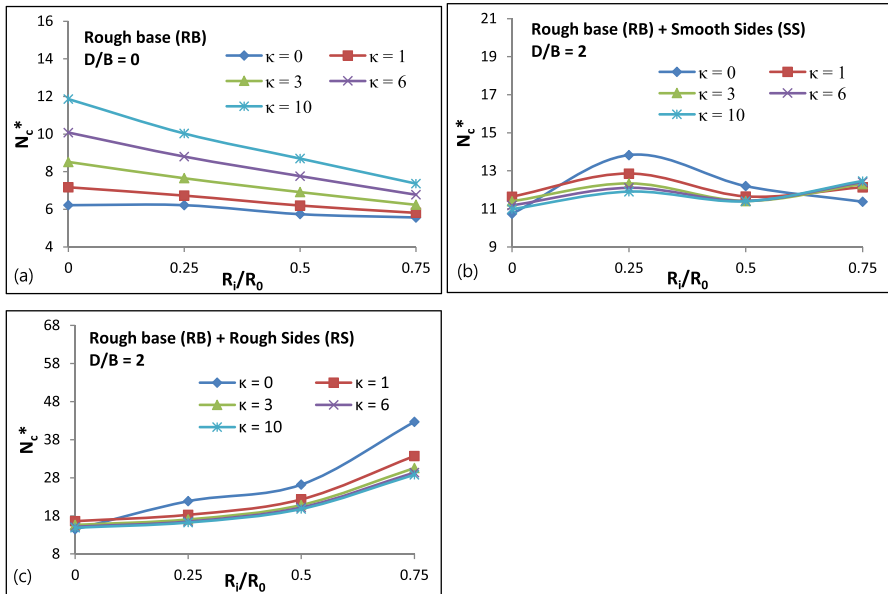 16
14
12
10
8
6
4
N_c*
Rough base (RB)
D/B = 0
κ = 0
κ = 1
κ = 3
κ = 6
κ = 10
0
0.25
0.5
0.75
R_i/R_0
(a)
21
19
17
15
13
11
9
N_c*
Rough base (RB) + Smooth Sides (SS)
D/B = 2
κ = 0
κ = 1
κ = 3
κ = 6
κ = 10
0
0.25
0.5
0.75
R_i/R_0
(b)
68
58
48
38
28
18
8
N_c*
Rough base (RB) + Rough Sides (RS)
D/B = 2
κ = 0
κ = 1
κ = 3
κ = 6
κ = 10
0
0.25
0.5
0.75
R_i/R_0
(c)